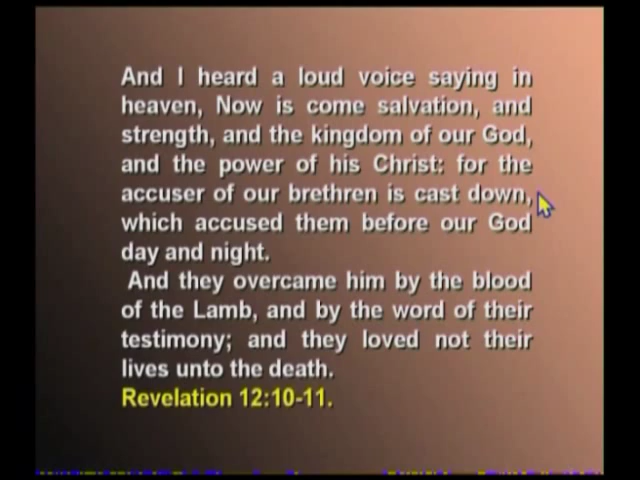 And I heard a loud voice saying in
heaven, Now is come salvation, and
strength, and the kingdom of our God,
and the power of his Christ: for the
accuser of our brethren is cast down,
which accused them before our God
day and night.
And they overcame him by the blood
of the Lamb, and by the word of their
testimony; and they loved not their
lives unto the death.
Revelation 12:10-11.